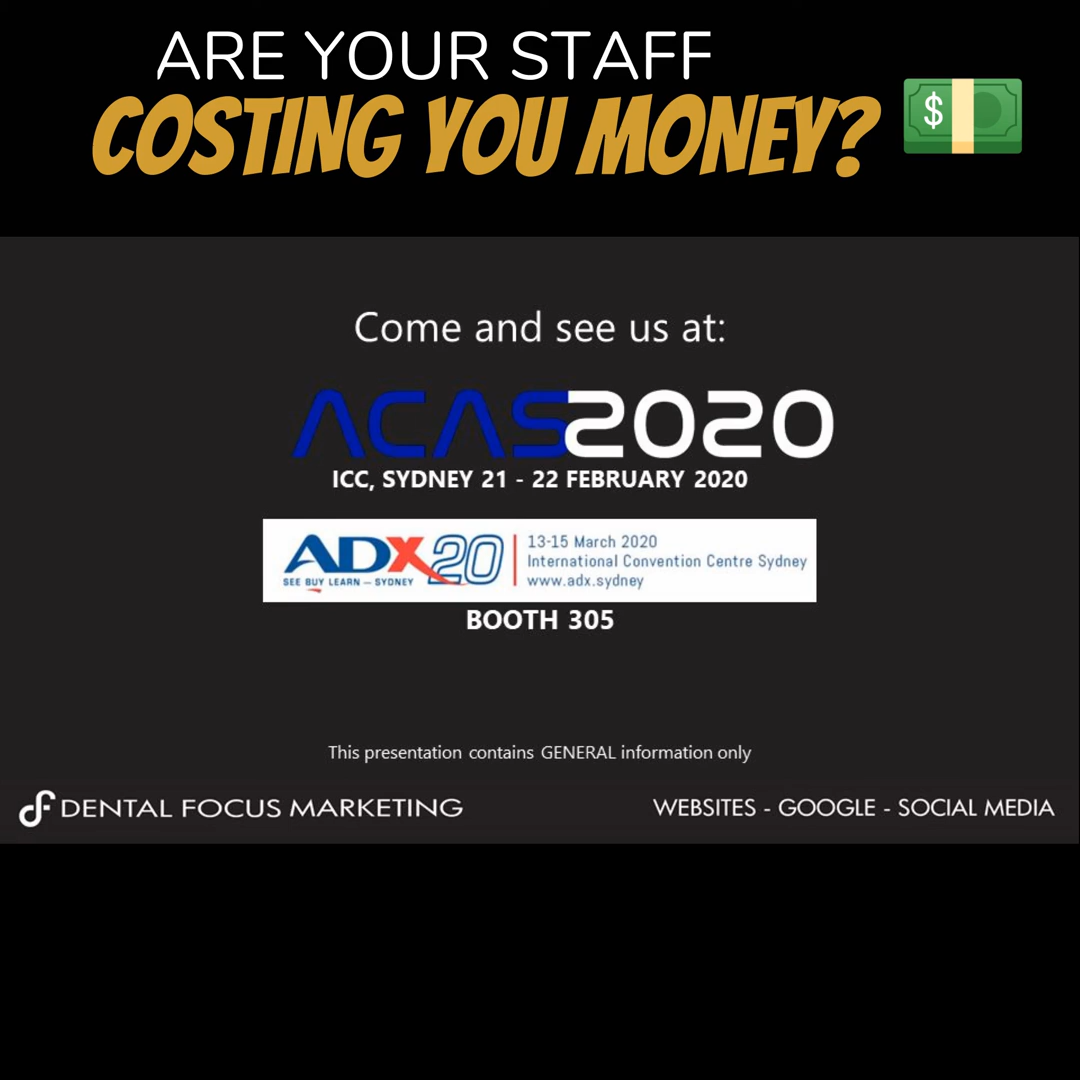 ARE YOUR STAFF
COSTING YOU MONEY?
$
Come and see us at:
ACAS2020
ICC, SYDNEY 21 - 22 FEBRUARY 2020
ADX20
SEE BUY LEARN – SYDNEY
13-15 March 2020
International Convention Centre Sydney
www.adx.sydney
BOOTH 305
This presentation contains GENERAL information only
df DENTAL FOCUS MARKETING
WEBSITES - GOOGLE - SOCIAL MEDIA